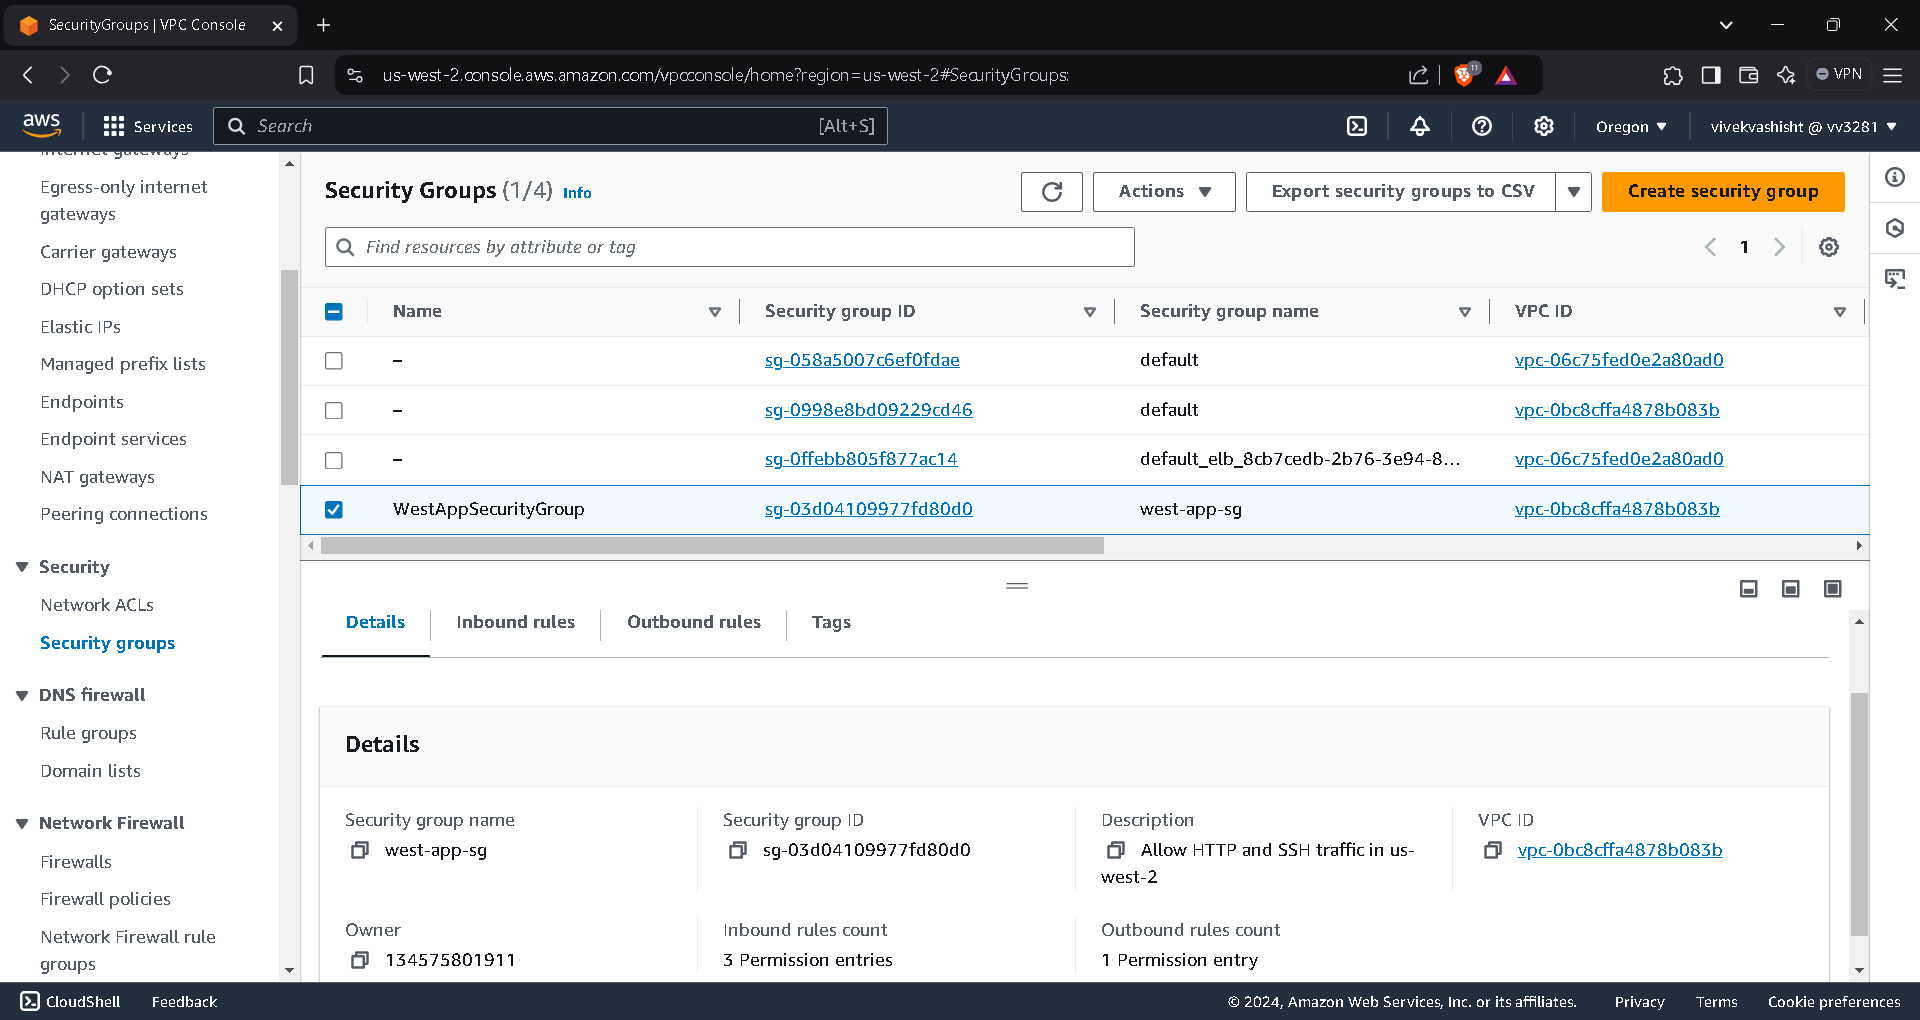 SecurityGroups | VPC Console
us-west-2.console.aws.amazon.com/vpcconsole/home?region=us-west-2#SecurityGroups:
11
VPN
aws
Services
Search
[Alt+S]
Oregon
vivekvashisht @ vv3281
Internet gateways
Egress-only internet
gateways
Carrier gateways
DHCP option sets
Elastic IPs
Managed prefix lists
Endpoints
Endpoint services
NAT gateways
Peering connections
Security
Network ACLs
Security groups
DNS firewall
Rule groups
Domain lists
Network Firewall
Firewalls
Firewall policies
Network Firewall rule
groups
Security Groups (1/4) Info
Actions
Export security groups to CSV
Create security group
Find resources by attribute or tag
1
Name Security group ID Security group name VPC ID
– sg-058a5007c6ef0fdae default vpc-06c75fed0e2a80ad0
– sg-0998e8bd09229cd46 default vpc-0bc8cffa4878b083b
– sg-0ffebb805f877ac14 default_elb_8cb7cedb-2b76-3e94-8... vpc-06c75fed0e2a80ad0
WestAppSecurityGroup sg-03d04109977fd80d0 west-app-sg vpc-0bc8cffa4878b083b
Details Inbound rules Outbound rules Tags
Details
Security group name
west-app-sg
Security group ID
sg-03d04109977fd80d0
Description
Allow HTTP and SSH traffic in us-
west-2
VPC ID
vpc-0bc8cffa4878b083b
Owner
134575801911
Inbound rules count
3 Permission entries
Outbound rules count
1 Permission entry
CloudShell Feedback
© 2024, Amazon Web Services, Inc. or its affiliates. Privacy Terms Cookie preferences